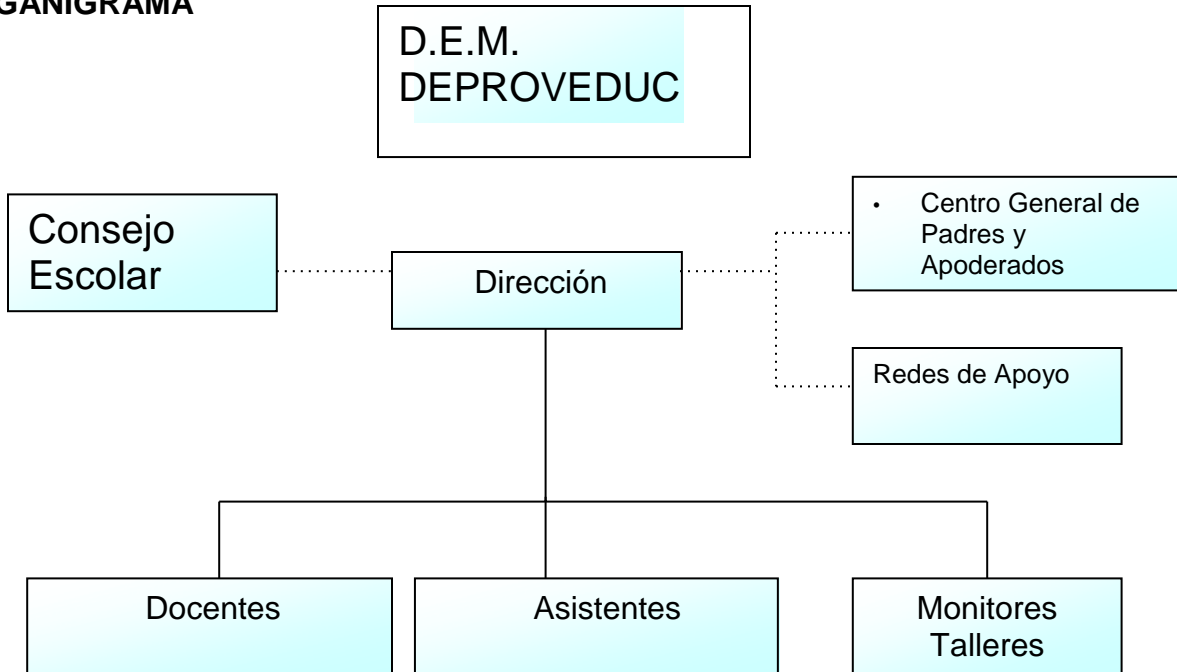 GANIGRAMA
D.E.M.
DEPROVEDUC
Consejo
Escolar
Dirección
• Centro General de
Padres y
Apoderados
Redes de Apoyo
Docentes
Asistentes
Monitores
Talleres